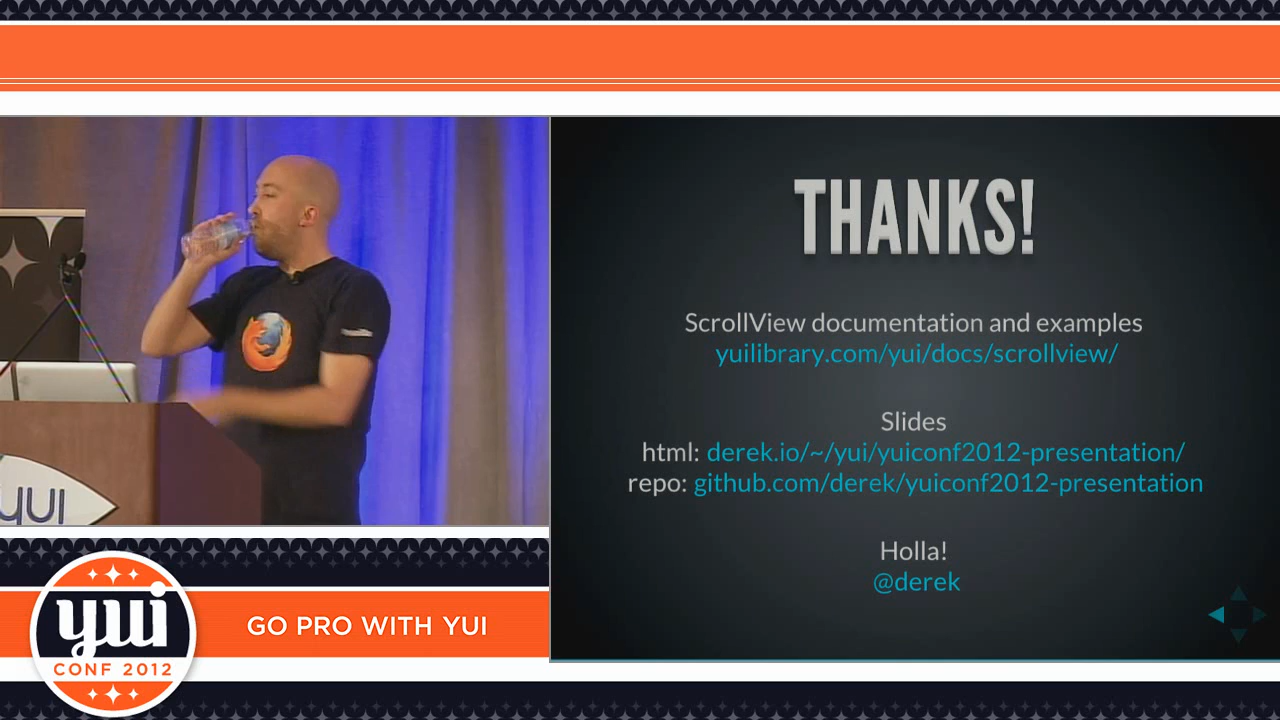 THANKS!
ScrollView documentation and examples
yuilibrary.com/yui/docs/scrollview/
Slides
html: derek.io/~/yui/yuiconf2012-presentation/
repo: github.com/derek/yuiconf2012-presentation
Holla!
@derek
YUI
yui
CONF 2012
GO PRO WITH YUI